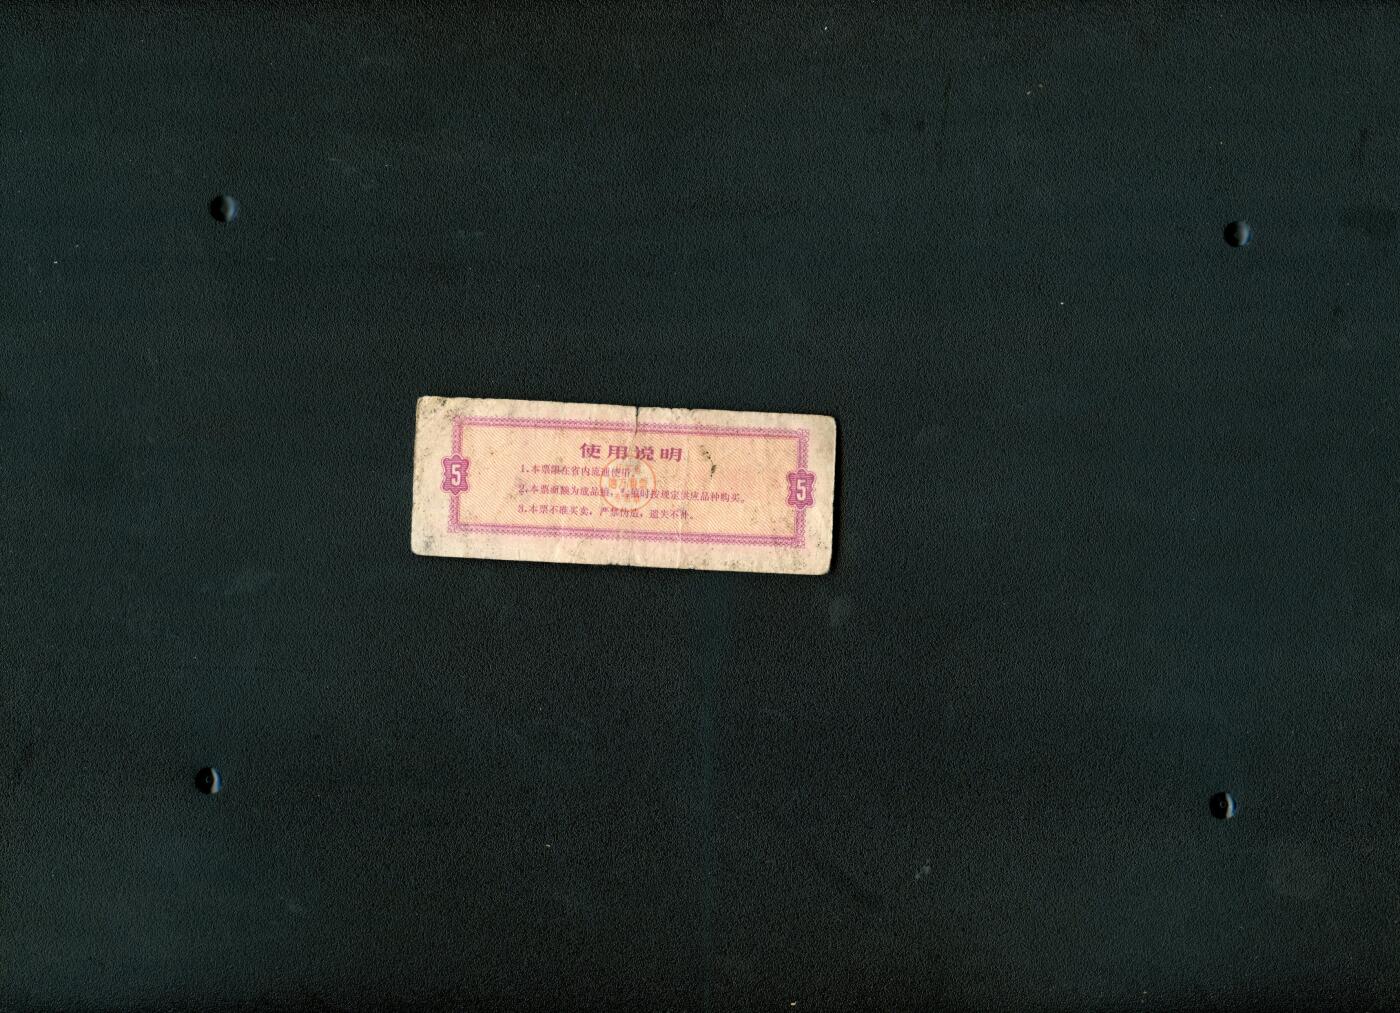 使用说明
5
1.本票限在省内流通使用。
2.本票面额为成品粮,购粮时按规定供应品种购买。
5
3.本票不准买卖,严禁伪造,遗失不补。